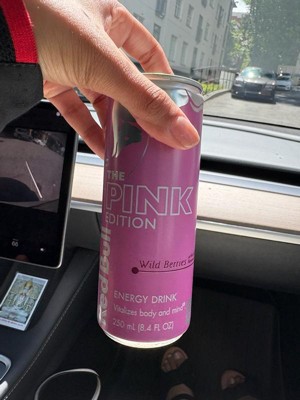 THE
PINK
EDITION
Red Bull
Wild Berries
ENERGY DRINK
Vitalizes body and mind.®
250 mL (8.4 FL OZ)